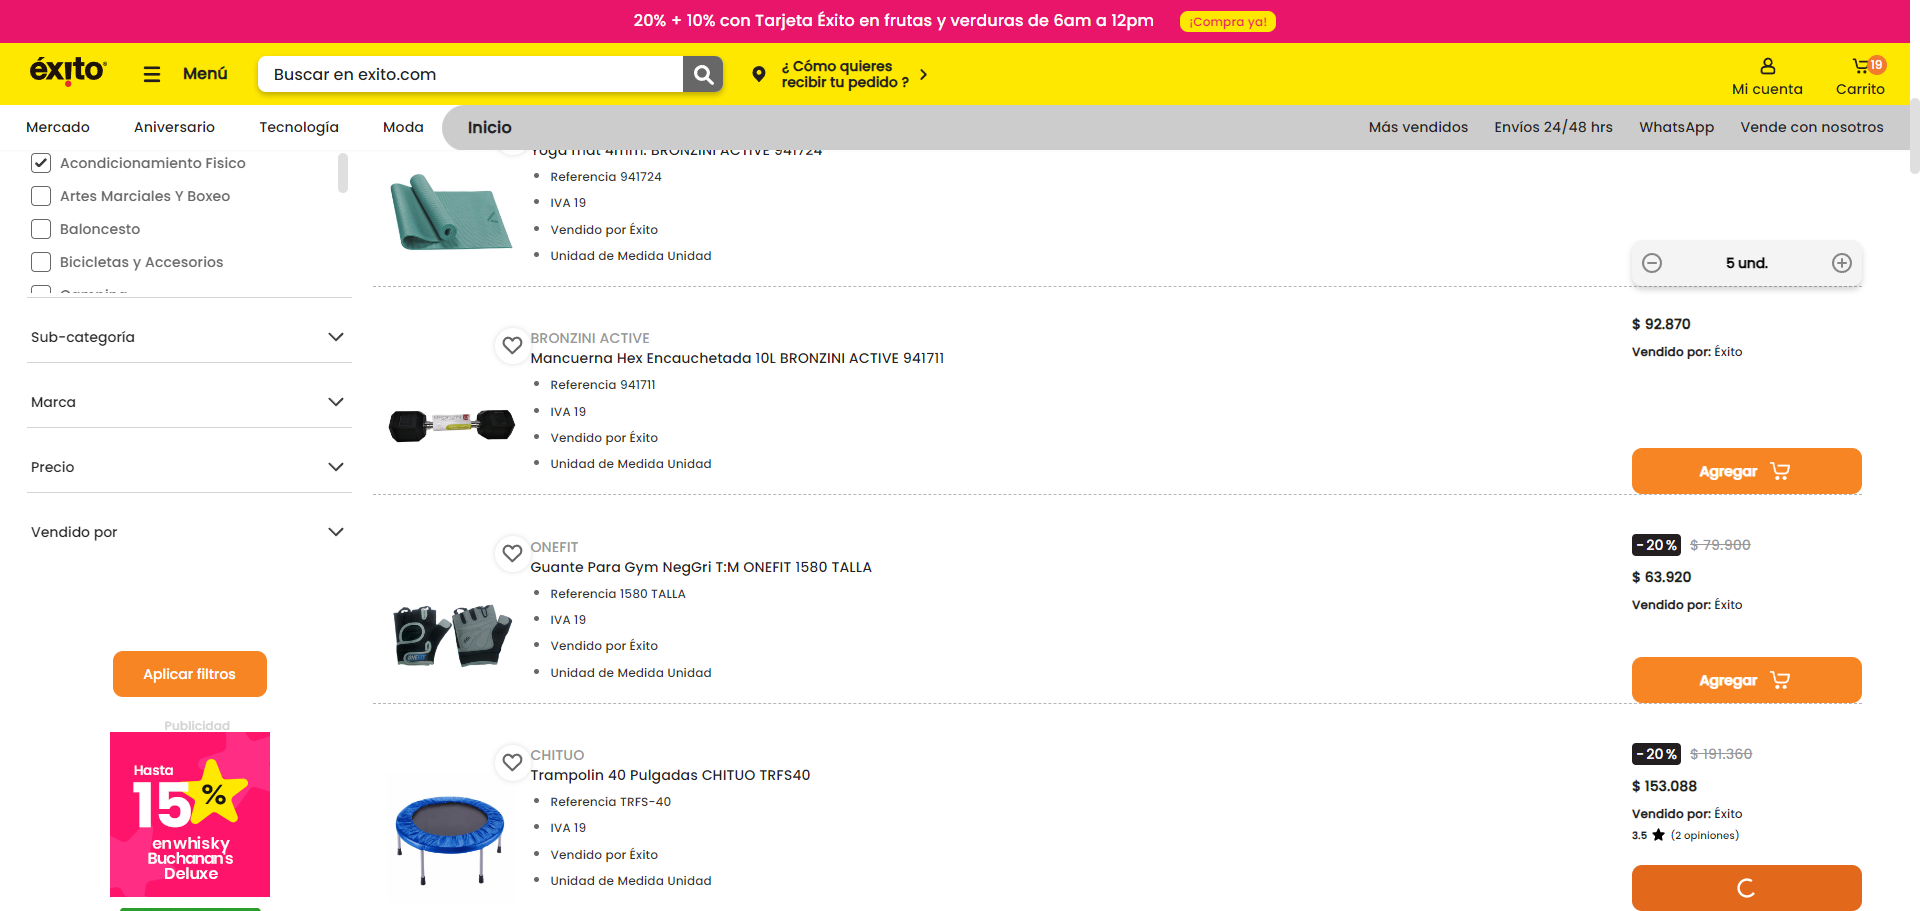 20% + 10% con Tarjeta Éxito en frutas y verduras de 6am a 12pm ¡Compra ya!
éxito
Menú
Buscar en exito.com
¿ Cómo quieres
recibir tu pedido ?
Mi cuenta
19
Carrito
Mercado
Aniversario
Tecnología
Moda
Inicio
Más vendidos
Envíos 24/48 hrs
WhatsApp
Vende con nosotros
Acondicionamiento Fisico
Artes Marciales Y Boxeo
Baloncesto
Bicicletas y Accesorios
Camping
Sub-categoría
Marca
Precio
Vendido por
Aplicar filtros
Publicidad
Hasta
15%
en whisky
Buchanan's
Deluxe
Yoga mat 4mm. BRONZINI ACTIVE 941724
Referencia 941724
IVA 19
Vendido por Éxito
Unidad de Medida Unidad
5 und.
BRONZINI ACTIVE
Mancuerna Hex Encauchetada 10L BRONZINI ACTIVE 941711
Referencia 941711
IVA 19
Vendido por Éxito
Unidad de Medida Unidad
$ 92.870
Vendido por: Éxito
Agregar
ONEFIT
Guante Para Gym NegGri T:M ONEFIT 1580 TALLA
Referencia 1580 TALLA
IVA 19
Vendido por Éxito
Unidad de Medida Unidad
-20% $ 79.900
$ 63.920
Vendido por: Éxito
Agregar
CHITUO
Trampolin 40 Pulgadas CHITUO TRFS40
Referencia TRFS-40
IVA 19
Vendido por Éxito
Unidad de Medida Unidad
-20% $ 191.360
$ 153.088
Vendido por: Éxito
3.5 ★ (2 opiniones)